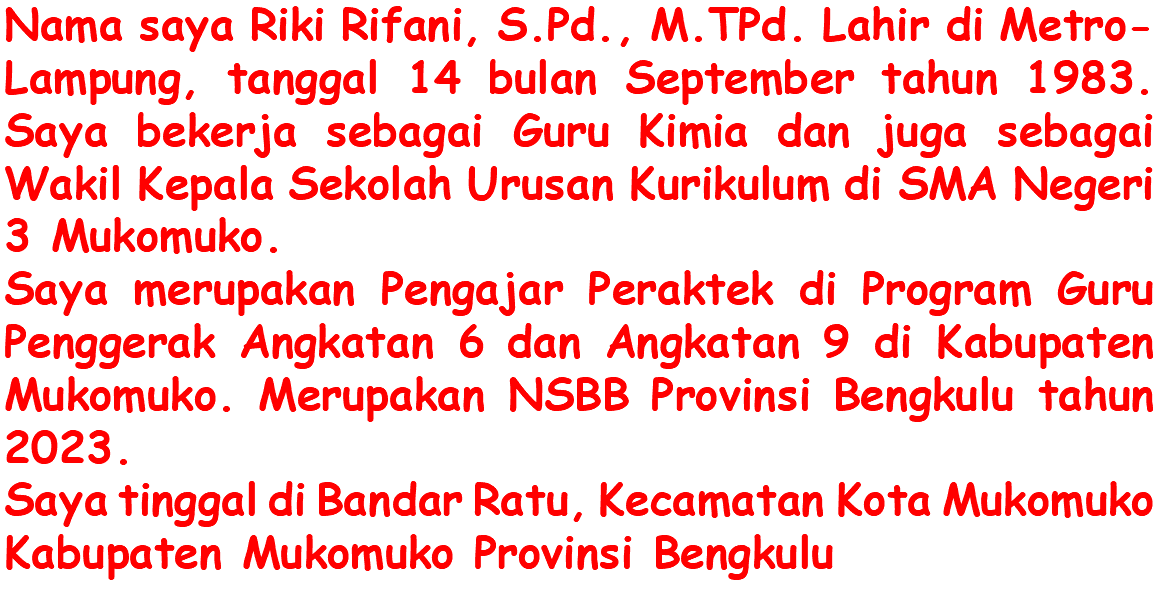 Nama saya Riki Rifani, S.Pd., M.TPd. Lahir di Metro-
Lampung, tanggal 14 bulan September tahun 1983.
Saya bekerja sebagai Guru Kimia dan juga sebagai
Wakil Kepala Sekolah Urusan Kurikulum di SMA Negeri
3 Mukomuko.
Saya merupakan Pengajar Peraktek di Program Guru
Penggerak Angkatan 6 dan Angkatan 9 di Kabupaten
Mukomuko. Merupakan NSBB Provinsi Bengkulu tahun
2023.
Saya tinggal di Bandar Ratu, Kecamatan Kota Mukomuko
Kabupaten Mukomuko Provinsi Bengkulu